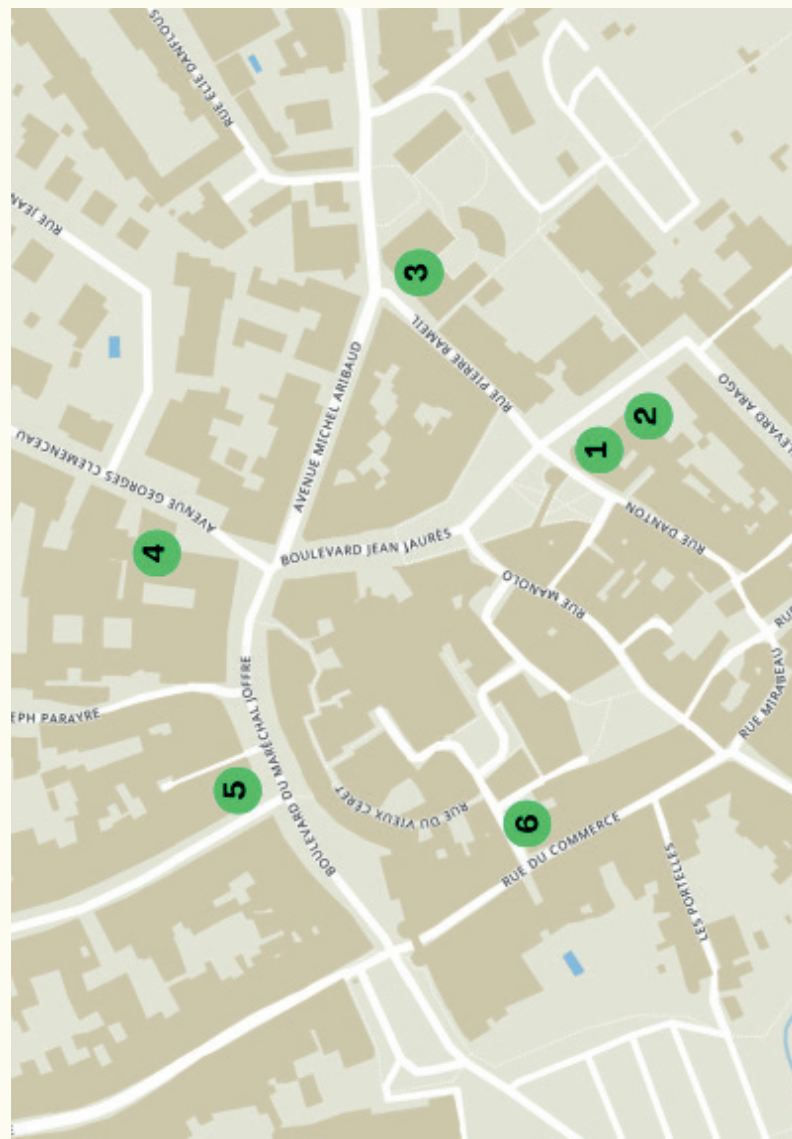 RUE ELIE DANFLOUS
RUE JEAN
3
AVENUE MICHEL ARIBAUD
RUE PIERRE RAMEIL
BOULEVARD ARAGO
2
1
AVENUE GEORGES CLEMENCEAU
4
BOULEVARD JEAN JAURÈS
RUE DANTON
RUE MANOLO
RUE
RUE MIRABEAU
EPH PARAYRE
BOULEVARD DU MARÉCHAL JOFFRE
5
RUE DU VIEUX CERET
6
RUE DU COMMERCE
LES PORTELLES